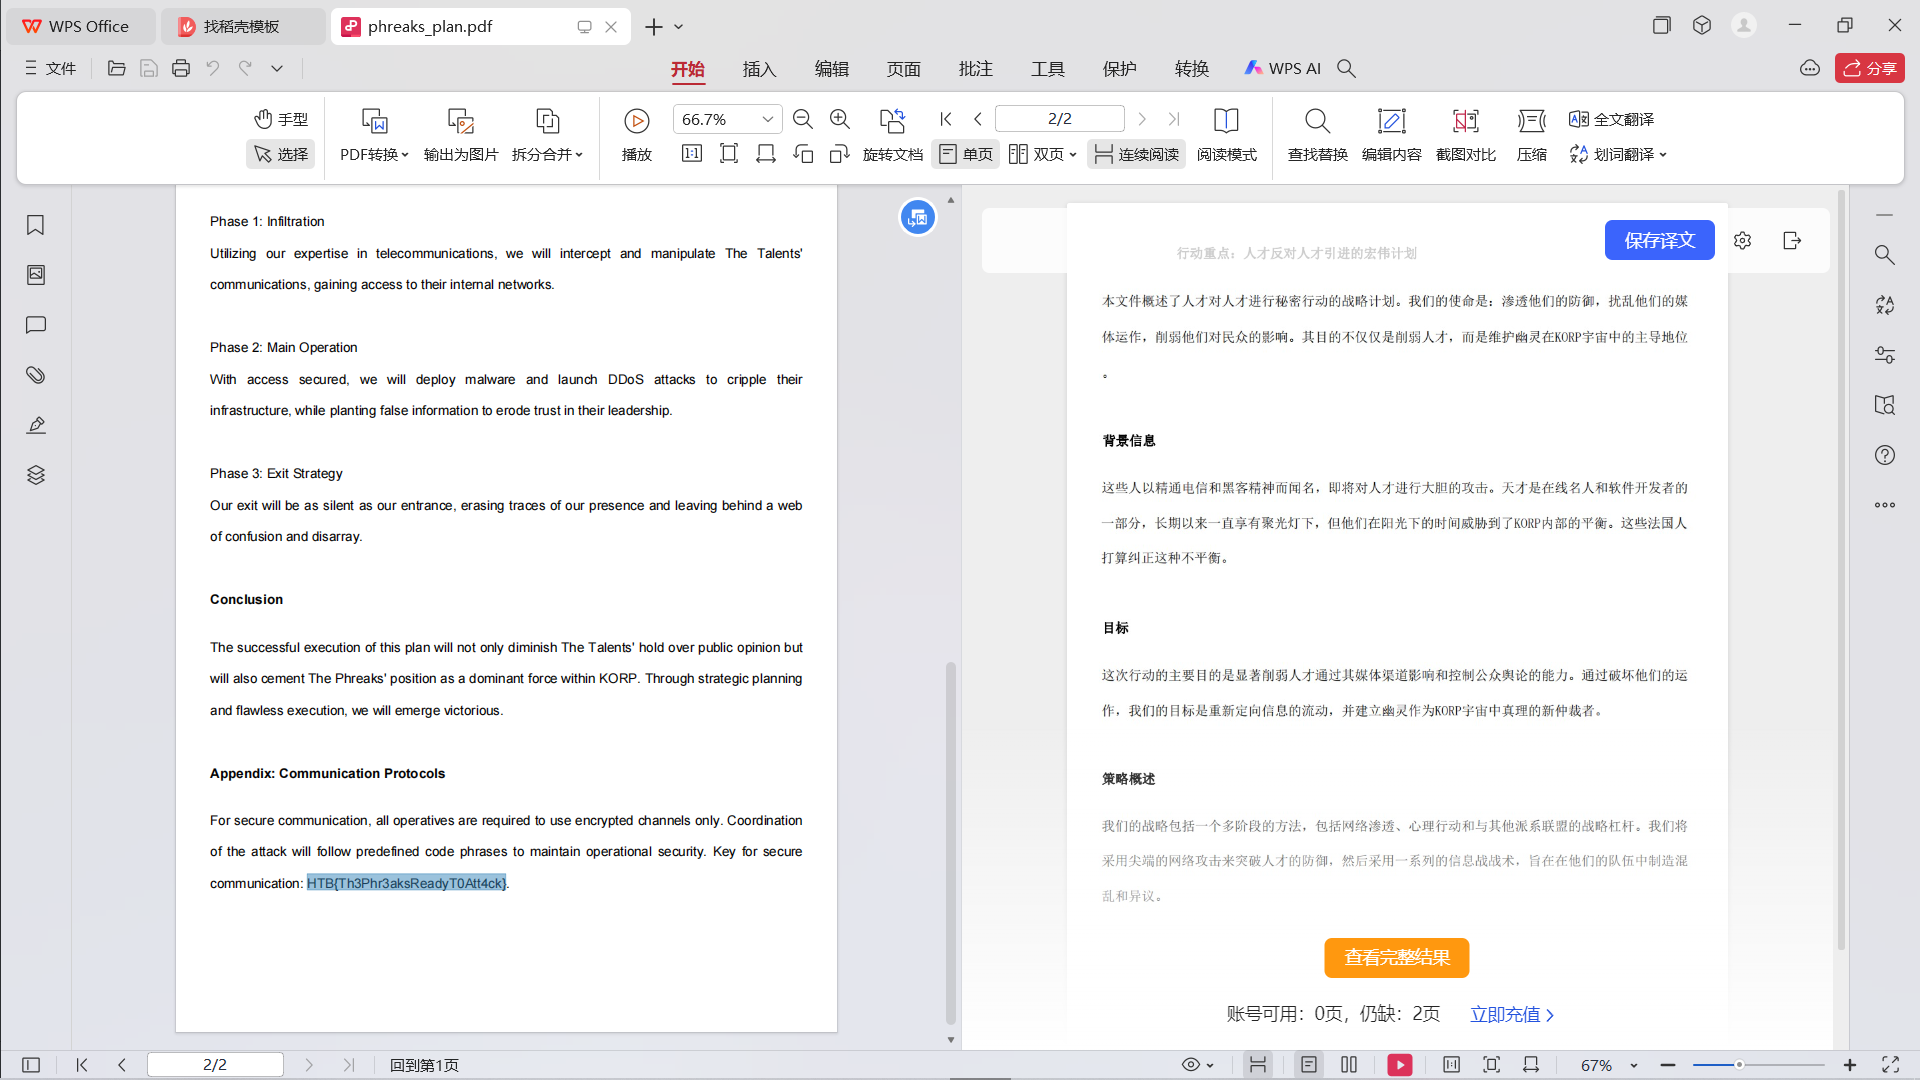 WPS Office
找稻壳模板
phreaks_plan.pdf
文件
开始
插入
编辑
页面
批注
工具
保护
转换
WPS AI
分享
手型
选择
PDF转换
输出为图片
拆分合并
播放
66.7%
1:1
旋转文档
2/2
单页
双页
连续阅读
阅读模式
查找替换
编辑内容
截图对比
压缩
全文翻译
划词翻译
Phase 1: Infiltration
Utilizing our expertise in telecommunications, we will intercept and manipulate The Talents'
communications, gaining access to their internal networks.
Phase 2: Main Operation
With access secured, we will deploy malware and launch DDoS attacks to cripple their
infrastructure, while planting false information to erode trust in their leadership.
Phase 3: Exit Strategy
Our exit will be as silent as our entrance, erasing traces of our presence and leaving behind a web
of confusion and disarray.
Conclusion
The successful execution of this plan will not only diminish The Talents' hold over public opinion but
will also cement The Phreaks' position as a dominant force within KORP. Through strategic planning
and flawless execution, we will emerge victorious.
Appendix: Communication Protocols
For secure communication, all operatives are required to use encrypted channels only. Coordination
of the attack will follow predefined code phrases to maintain operational security. Key for secure
communication: HTB{Th3Phr3aksReadyT0Att4ck}.
保存译文
行动重点：人才反对人才引进的宏伟计划
本文件概述了人才对人才进行秘密行动的战略计划。我们的使命是：渗透他们的防御，扰乱他们的媒
体运作，削弱他们对民众的影响。其目的不仅仅是削弱人才，而是维护幽灵在KORP宇宙中的主导地位
。
背景信息
这些人以精通电信和黑客精神而闻名，即将对人才进行大胆的攻击。天才是在线名人和软件开发者的
一部分，长期以来一直享有聚光灯下，但他们在阳光下的时间威胁到了KORP内部的平衡。这些法国人
打算纠正这种不平衡。
目标
这次行动的主要目的是显著削弱人才通过其媒体渠道影响和控制公众舆论的能力。通过破坏他们的运
作，我们的目标是重新定向信息的流动，并建立幽灵作为KORP宇宙中真理的新仲裁者。
策略概述
我们的战略包括一个多阶段的方法，包括网络渗透、心理行动和与其他派系联盟的战略杠杆。我们将
采用尖端的网络攻击来突破人才的防御，然后采用一系列的信息战战术，旨在在他们的队伍中制造混
乱和异议。
查看完整结果
账号可用：0页，仍缺：2页
立即充值
2/2
回到第1页
67%